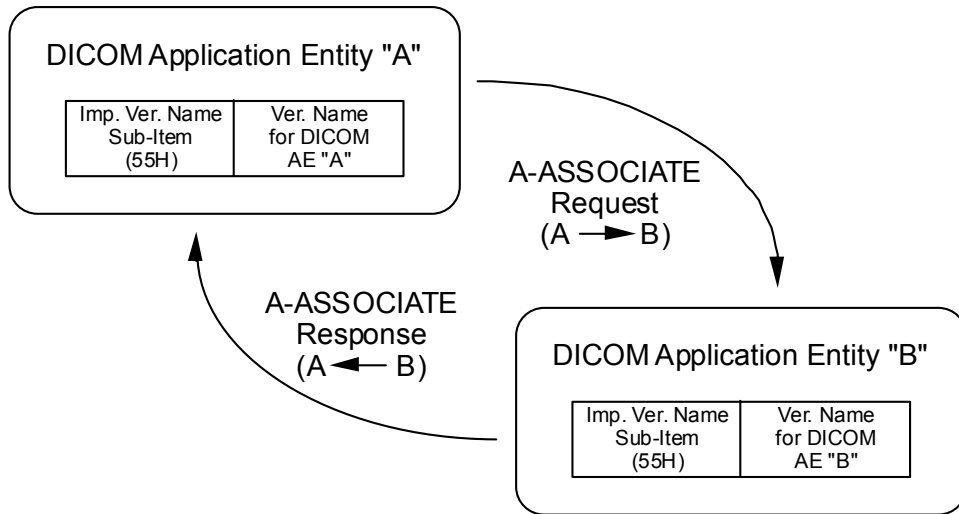 DICOM Application Entity "A"
Imp. Ver. Name
Sub-Item
(55H)
Ver. Name
for DICOM
AE "A"
A-ASSOCIATE
Request
(A → B)
A-ASSOCIATE
Response
(A ← B)
DICOM Application Entity "B"
Imp. Ver. Name
Sub-Item
(55H)
Ver. Name
for DICOM
AE "B"